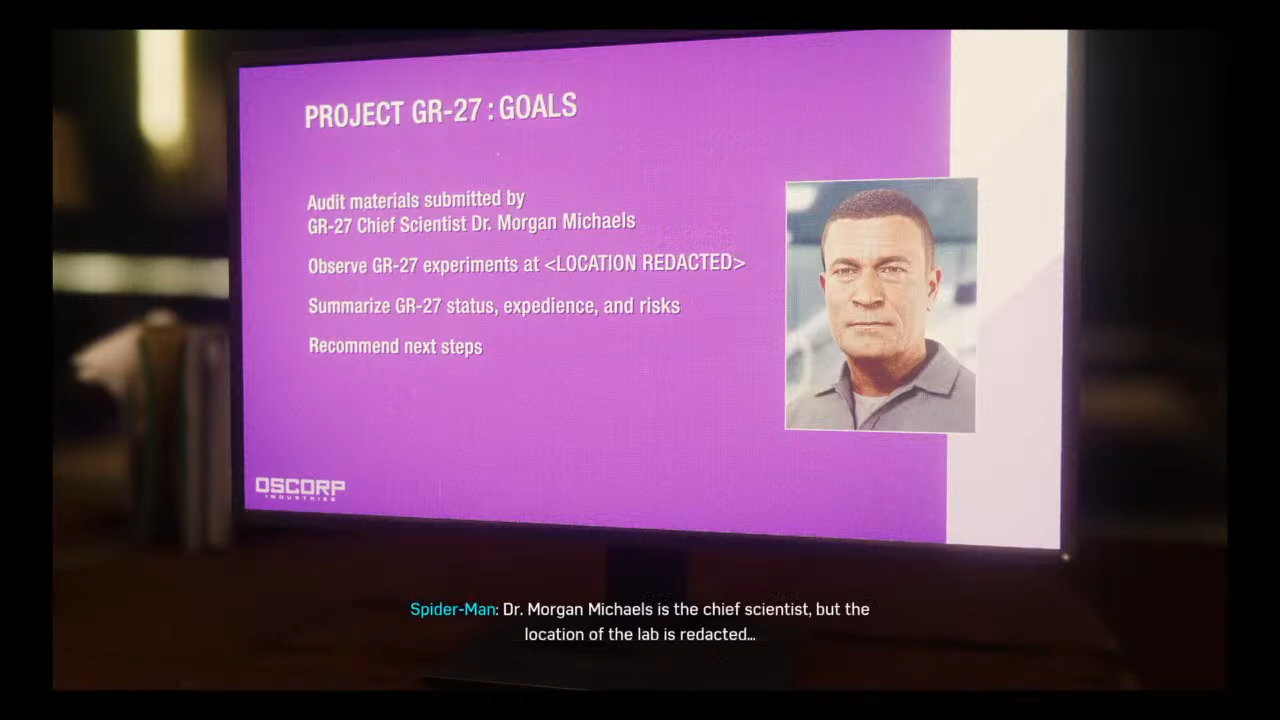 PROJECT GR-27 : GOALS
Audit materials submitted by
GR-27 Chief Scientist Dr. Morgan Michaels
Observe GR-27 experiments at <LOCATION REDACTED>
Summarize GR-27 status, expedience, and risks
Recommend next steps
OSCORP
INDUSTRIES
Spider-Man: Dr. Morgan Michaels is the chief scientist, but the
location of the lab is redacted...